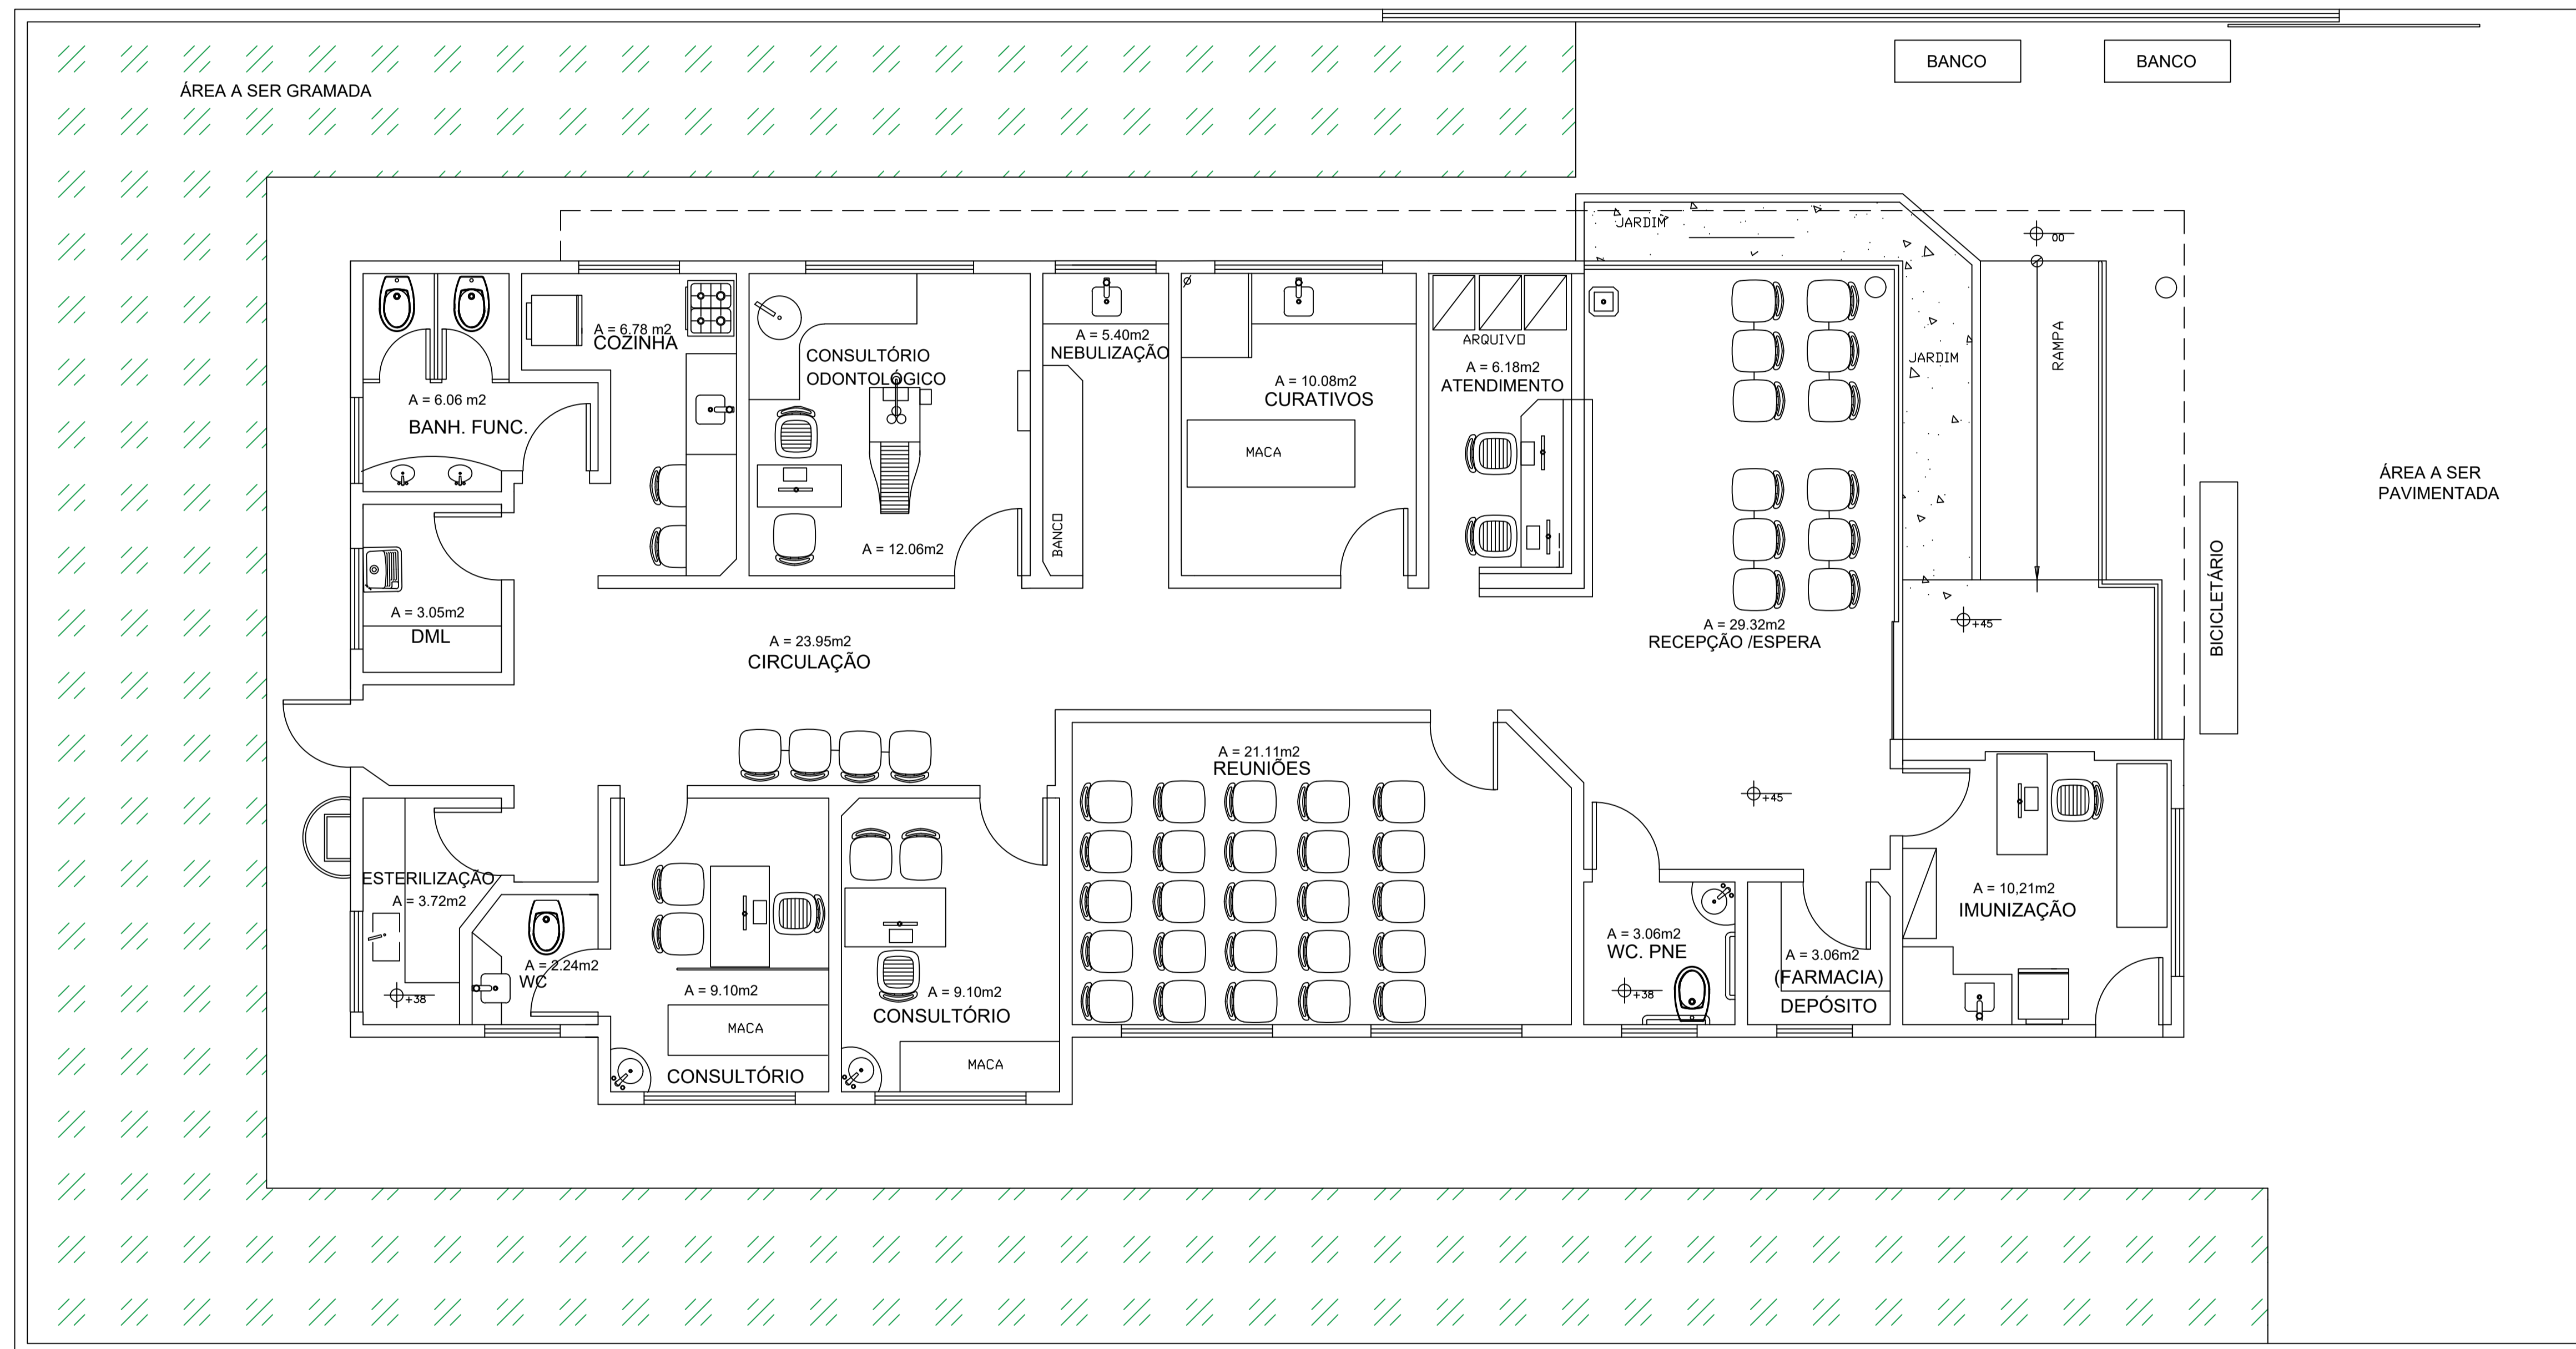 BANCO
BANCO
ÁREA A SER GRAMADA
JARDIM
00
A = 6.78 m2
COZINHA
A = 5.40m2
NEBULIZAÇÃO
ARQUIVO
CONSULTÓRIO
ODONTOLÓGICO
A = 6.18m2
ATENDIMENTO
A = 10.08m2
CURATIVOS
JARDIM
RAMPA
A = 6.06 m2
BANH. FUNC.
MACA
ÁREA A SER
PAVIMENTADA
BANCO
A = 12.06m2
BICICLETÁRIO
A = 3.05m2
DML
A = 23.95m2
CIRCULAÇÃO
A = 29.32m2
RECEPÇÃO /ESPERA
+45
A = 21.11m2
REUNIÕES
+45
ESTERILIZAÇÃO
A = 3.72m2
A = 10,21m2
IMUNIZAÇÃO
A = 3.06m2
WC. PNE
A = 3.06m2
(FARMACIA)
DEPÓSITO
A = 2.24m2
WC
+38
A = 9.10m2
MACA
CONSULTÓRIO
A = 9.10m2
CONSULTÓRIO
MACA
+38